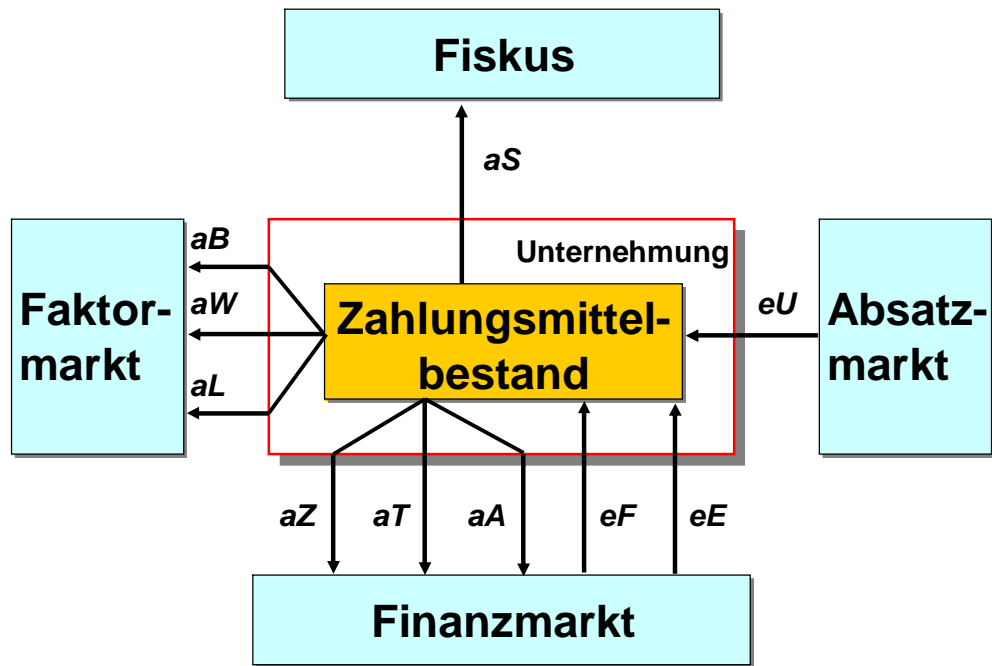 Fiskus
aS
aB
Unternehmung
Faktor-
markt
aW
Zahlungsmittel-
bestand
eU
Absatz-
markt
aL
aZ
aT
aA
eF
eE
Finanzmarkt